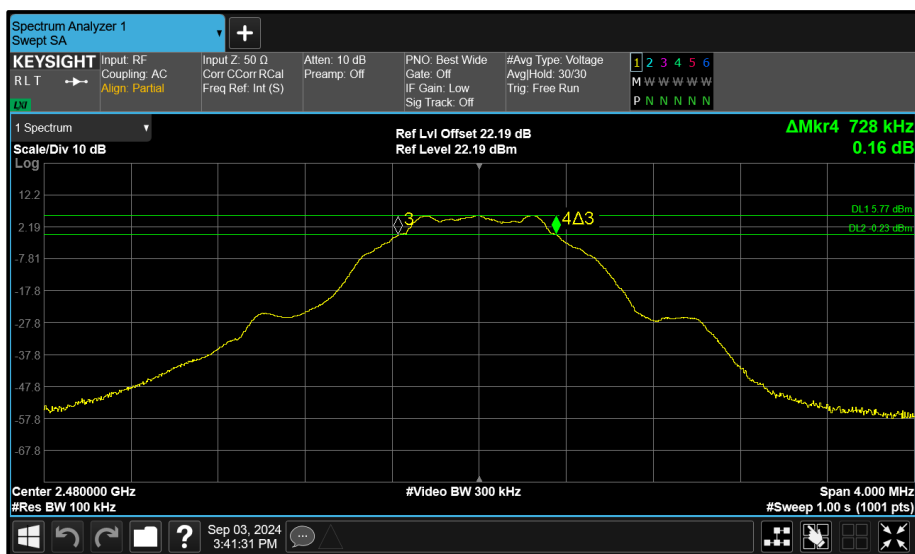 Spectrum Analyzer 1
Swept SA
+
KEYSIGHT
R L T
LXI
Input: RF
Coupling: AC
Align: Partial
Input Z: 50 Ω
Corr CCorr RCal
Freq Ref: Int (S)
Atten: 10 dB
Preamp: Off
PNO: Best Wide
Gate: Off
IF Gain: Low
Sig Track: Off
#Avg Type: Voltage
Avg|Hold: 30/30
Trig: Free Run
1 2 3 4 5 6
M W W W W W
P N N N N N
1 Spectrum
Scale/Div 10 dB
Log
Ref Lvl Offset 22.19 dB
Ref Level 22.19 dBm
ΔMkr4 728 kHz
0.16 dB
12.2
2.19
-7.81
-17.8
-27.8
-37.8
-47.8
-57.8
-67.8
3
4Δ3
DL1 5.77 dBm
DL2 -0.23 dBm
Center 2.480000 GHz
#Res BW 100 kHz
#Video BW 300 kHz
Span 4.000 MHz
#Sweep 1.00 s (1001 pts)
?
Sep 03, 2024
3:41:31 PM